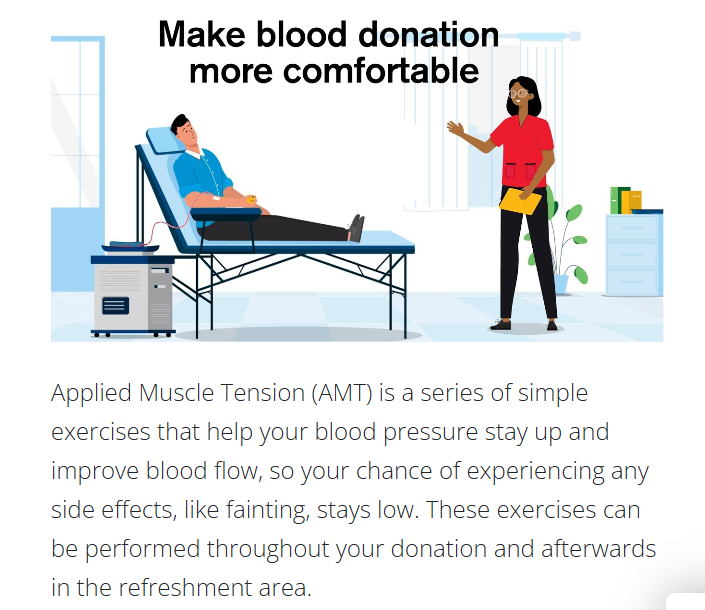 Make blood donation
more comfortable
Applied Muscle Tension (AMT) is a series of simple
exercises that help your blood pressure stay up and
improve blood flow, so your chance of experiencing any
side effects, like fainting, stays low. These exercises can
be performed throughout your donation and afterwards
in the refreshment area.